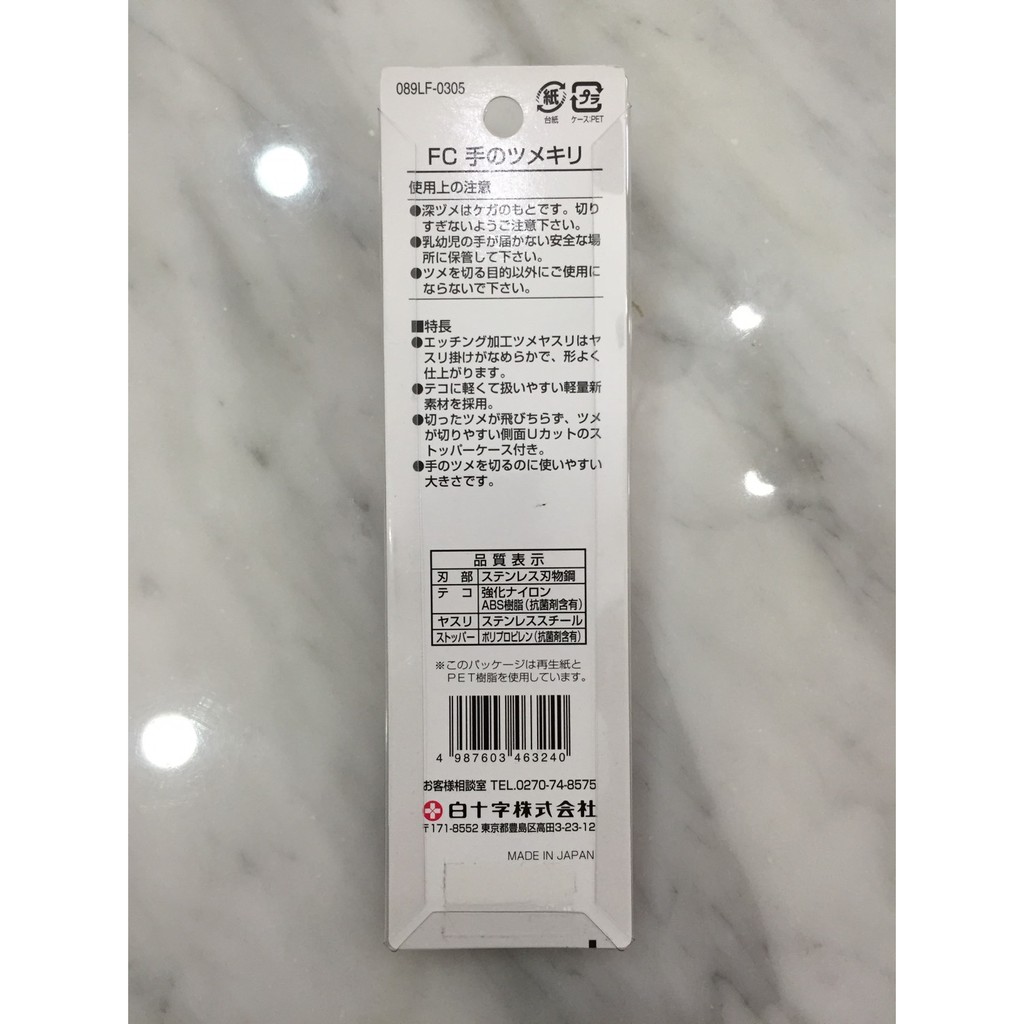 089LF-0305
紙
台紙
プラ
ケース:PET
FC 手のツメキリ
使用上の注意
●深ヅメはケガのもとです。切り
すぎないようご注意下さい。
●乳幼児の手が届かない安全な場
所に保管して下さい。
●ツメを切る目的以外にご使用に
ならないで下さい。
■特長
●エッチング加工ツメヤスリはヤ
スリ掛けがなめらかで、形よく
仕上がります。
●テコに軽くて扱いやすい軽量新
素材を採用。
●切ったツメが飛びちらず、ツメ
が切りやすい側面Uカットのス
トッパーケース付き。
●手のツメを切るのに使いやすい
大きさです。
品質表示
刃部 ステンレス刃物鋼
テコ 強化ナイロン
ABS樹脂(抗菌剤含有)
ヤスリ ステンレススチール
ストッパー ポリプロピレン(抗菌剤含有)
※このパッケージは再生紙と
PET樹脂を使用しています。
4 987603 463240
お客様相談室 TEL.0270-74-8575
白十字株式会社
〒171-8552 東京都豊島区高田3-23-12
MADE IN JAPAN